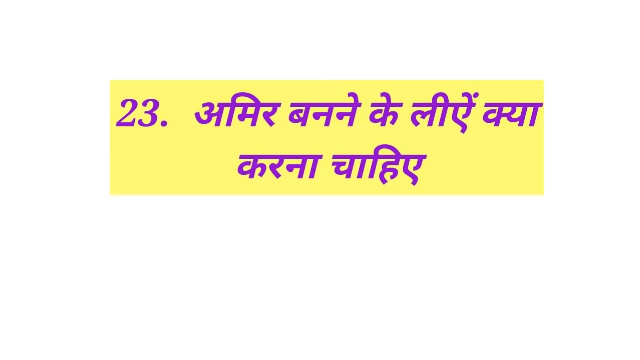 23. अमिर बनने के लीऐं क्या
करना चाहिए